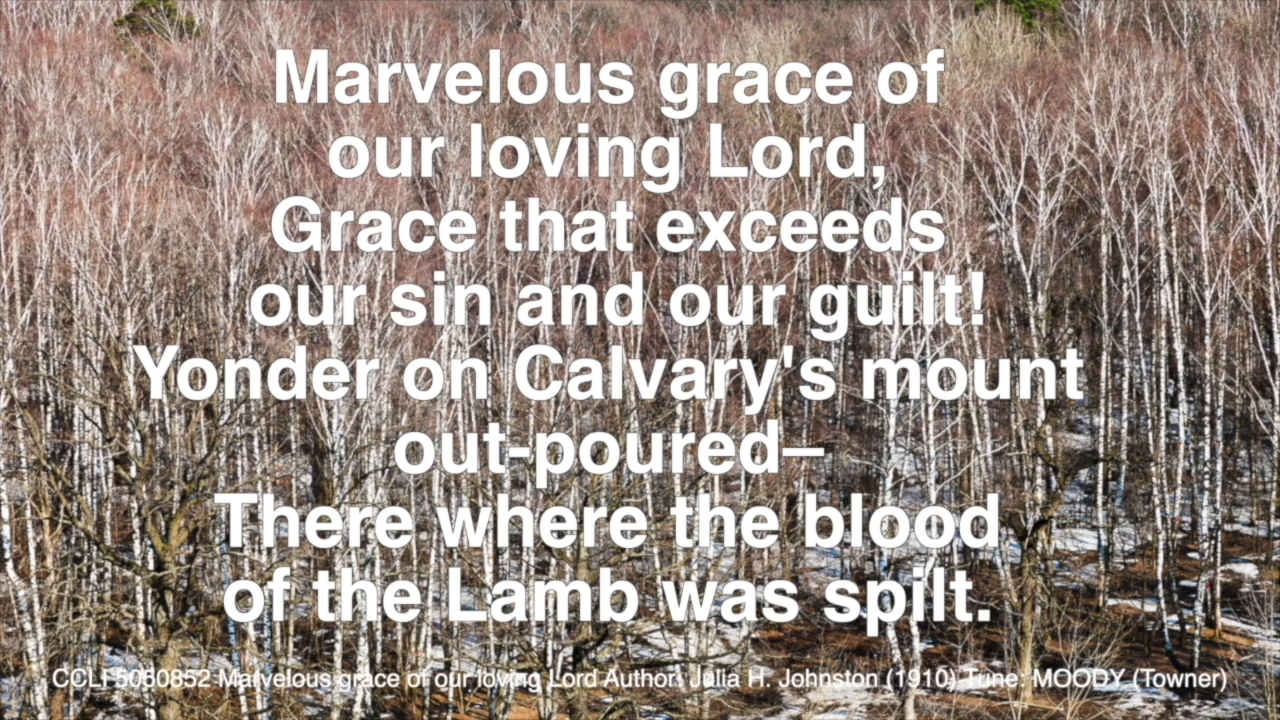 Marvelous grace of
our loving Lord,
Grace that exceeds
our sin and our guilt!
Yonder on Calvary's mount
out-poured–
There where the blood
of the Lamb was spilt.
CCLI 5050852 Marvelous grace of our loving Lord Author: Julia H. Johnston (1910) Tune: MOODY (Towner)